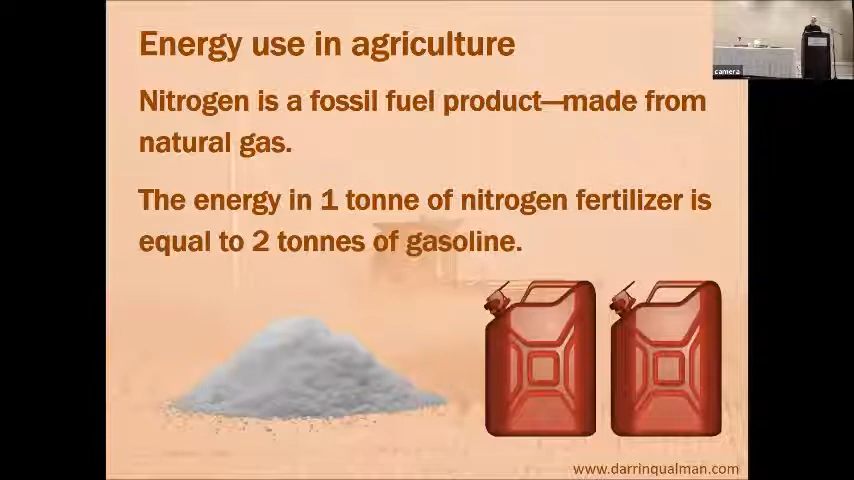 Energy use in agriculture
Nitrogen is a fossil fuel product—made from
natural gas.
The energy in 1 tonne of nitrogen fertilizer is
equal to 2 tonnes of gasoline.
www.darrinqualman.com
camera